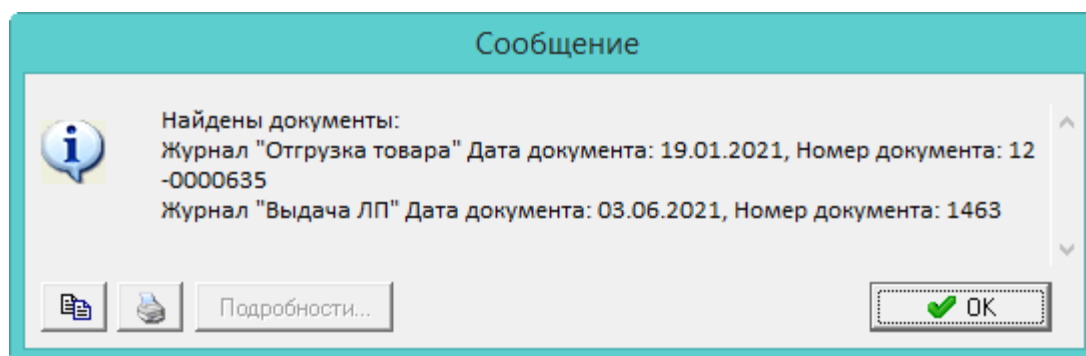 Сообщение
Найдены документы:
Журнал "Отгрузка товара" Дата документа: 19.01.2021, Номер документа: 12
-0000635
Журнал "Выдача ЛП" Дата документа: 03.06.2021, Номер документа: 1463
Подробности...
OK